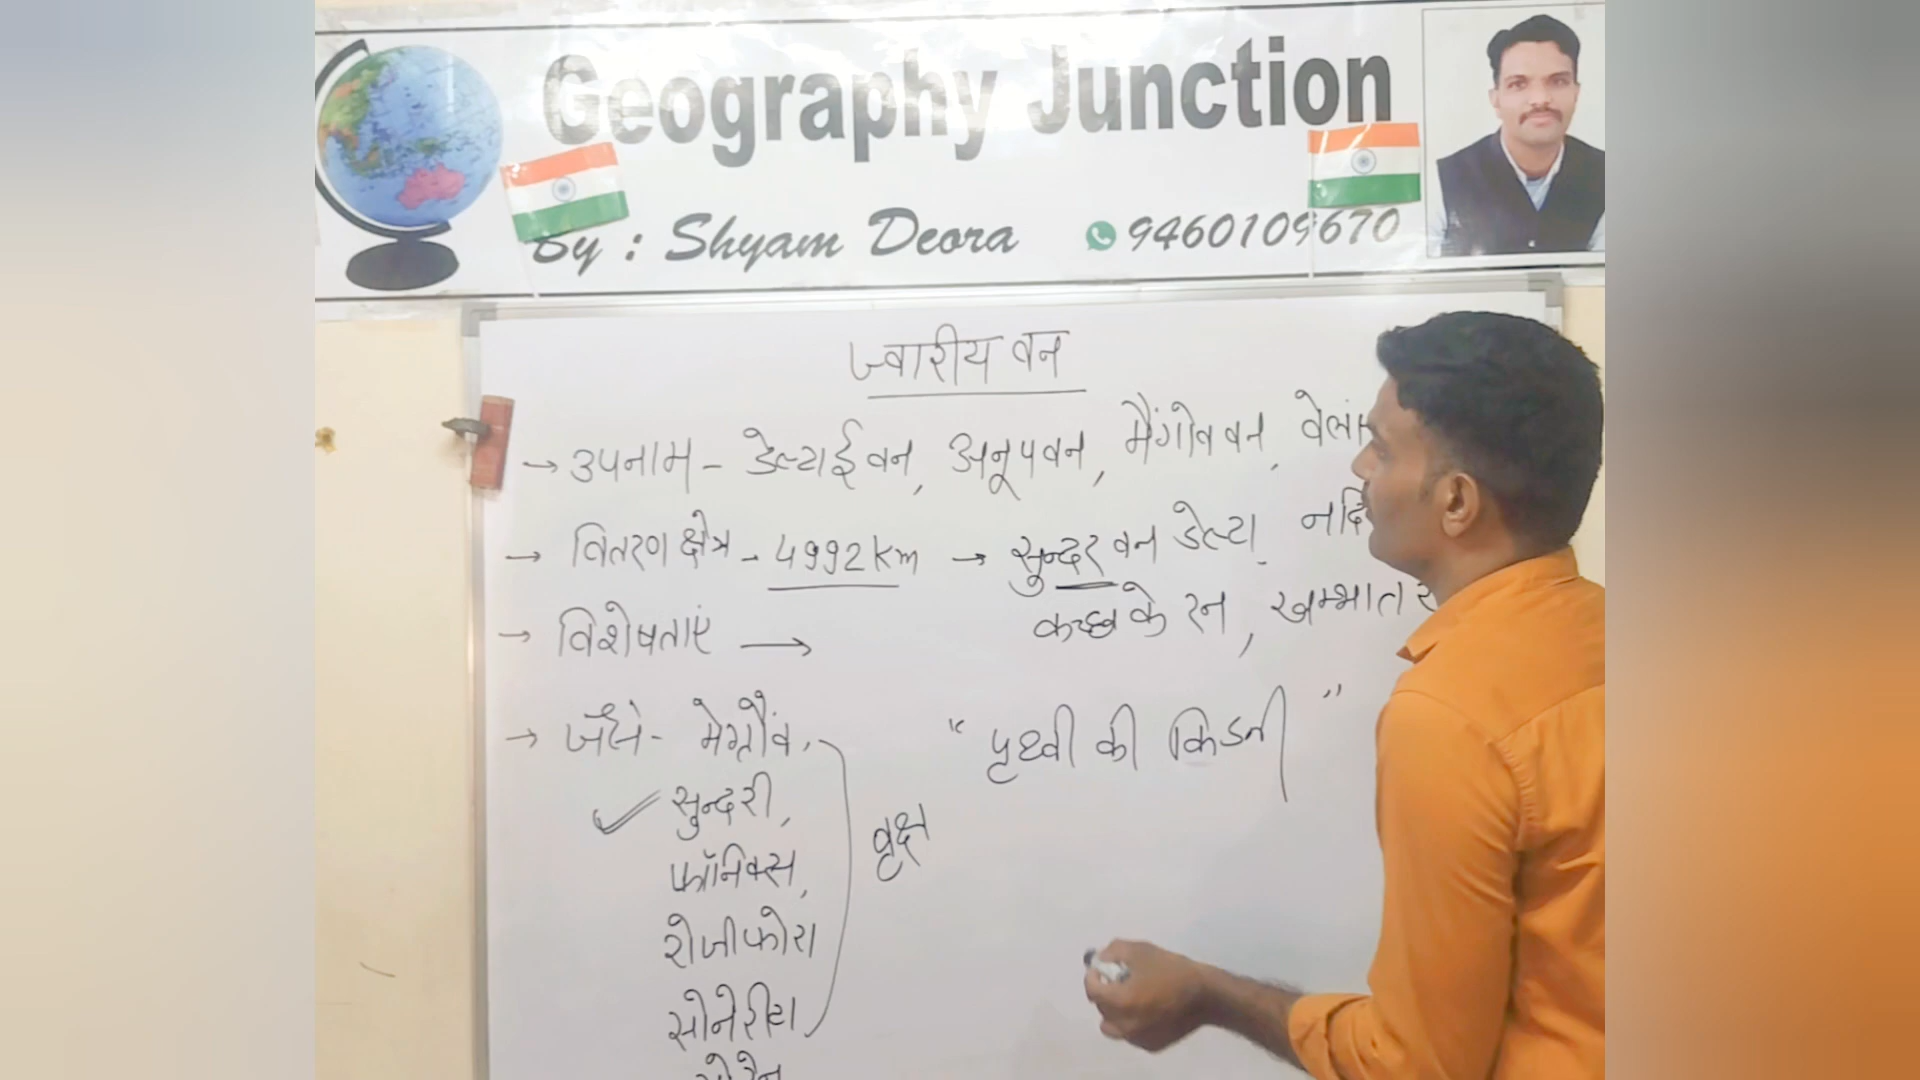 Geography Junction
By : Shyam Deora 9460109670
ज्वारीय वन
→ उपनाम - डेल्टाई वन, अनूपवन, मैंग्रोव वन,
→ वितरण क्षेत्र - 4992 km → सुन्दर वन डेल्टा
कच्छ के रन, खम्भात
→ विशेषताएं →
→ जैसे - मेंग्रोव,
सुन्दरी,
फॉनिक्स,
रोजीफोरा
सोनेरीटा
वृक्ष
" पृथ्वी की किडनी "